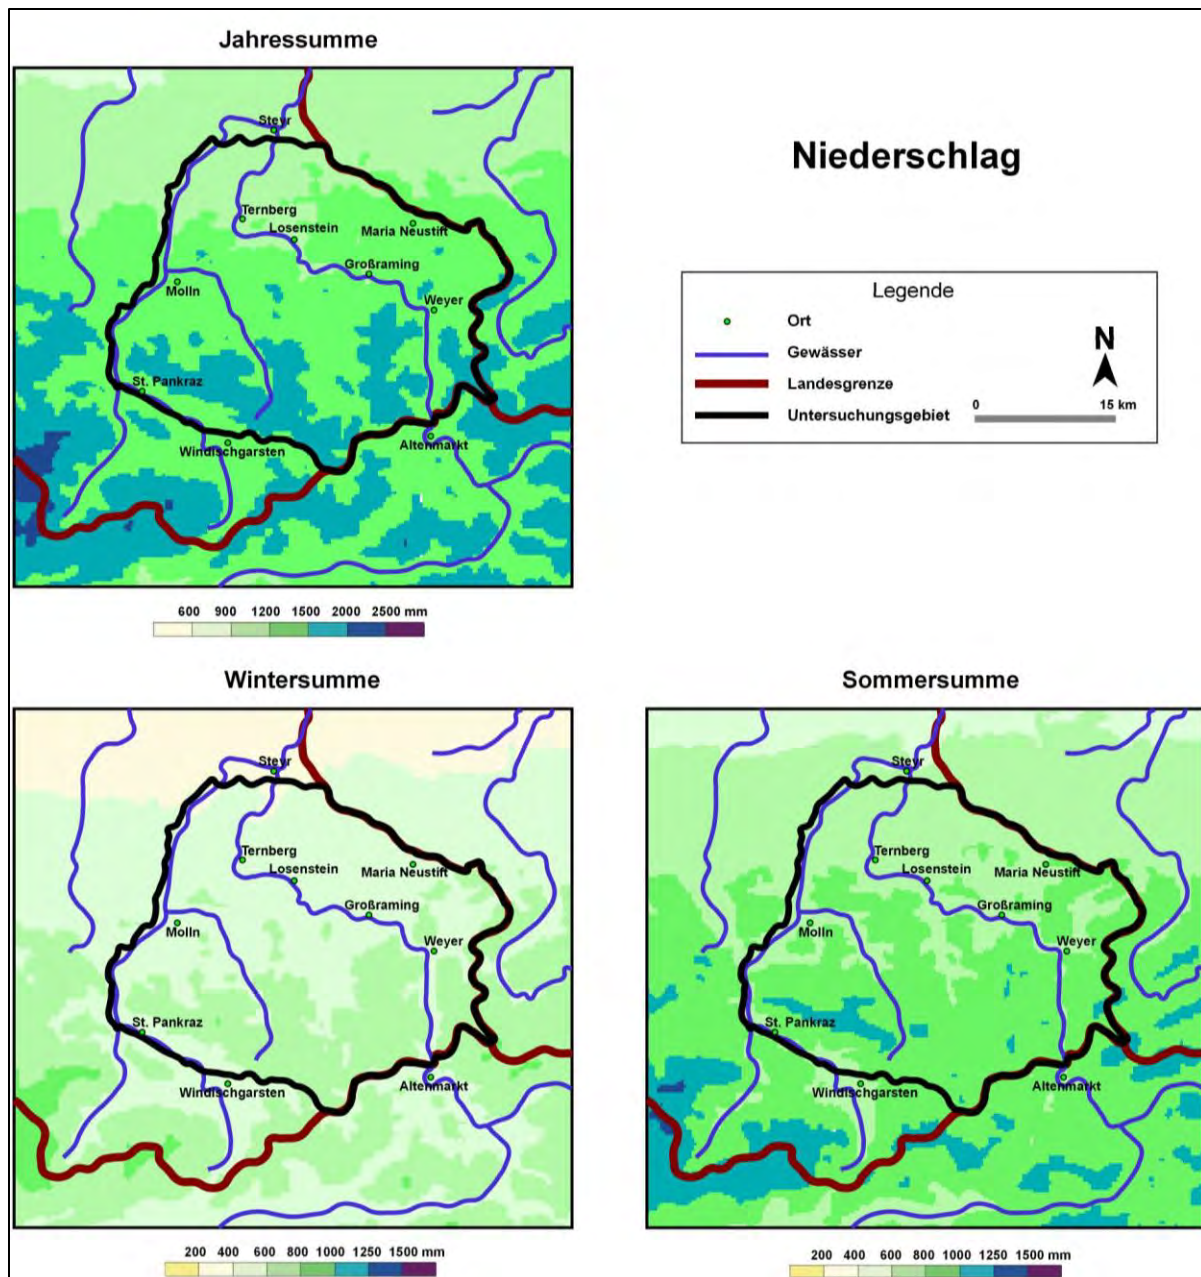 Jahressumme
Steyr
Ternberg
Losenstein
Maria Neustift
Großraming
Molln
Weyer
St. Pankraz
Windischgarsten
Altenmarkt
600 900 1200 1500 2000 2500 mm
Niederschlag
Legende
Ort
Gewässer
Landesgrenze
Untersuchungsgebiet
N
0 15 km
Wintersumme
Steyr
Ternberg
Losenstein
Maria Neustift
Großraming
Molln
Weyer
St. Pankraz
Windischgarsten
Altenmarkt
200 400 600 800 1000 1250 1500 mm
Sommersumme
Steyr
Ternberg
Losenstein
Maria Neustift
Großraming
Molln
Weyer
St. Pankraz
Windischgarsten
Altenmarkt
200 400 600 800 1000 1250 1500 mm